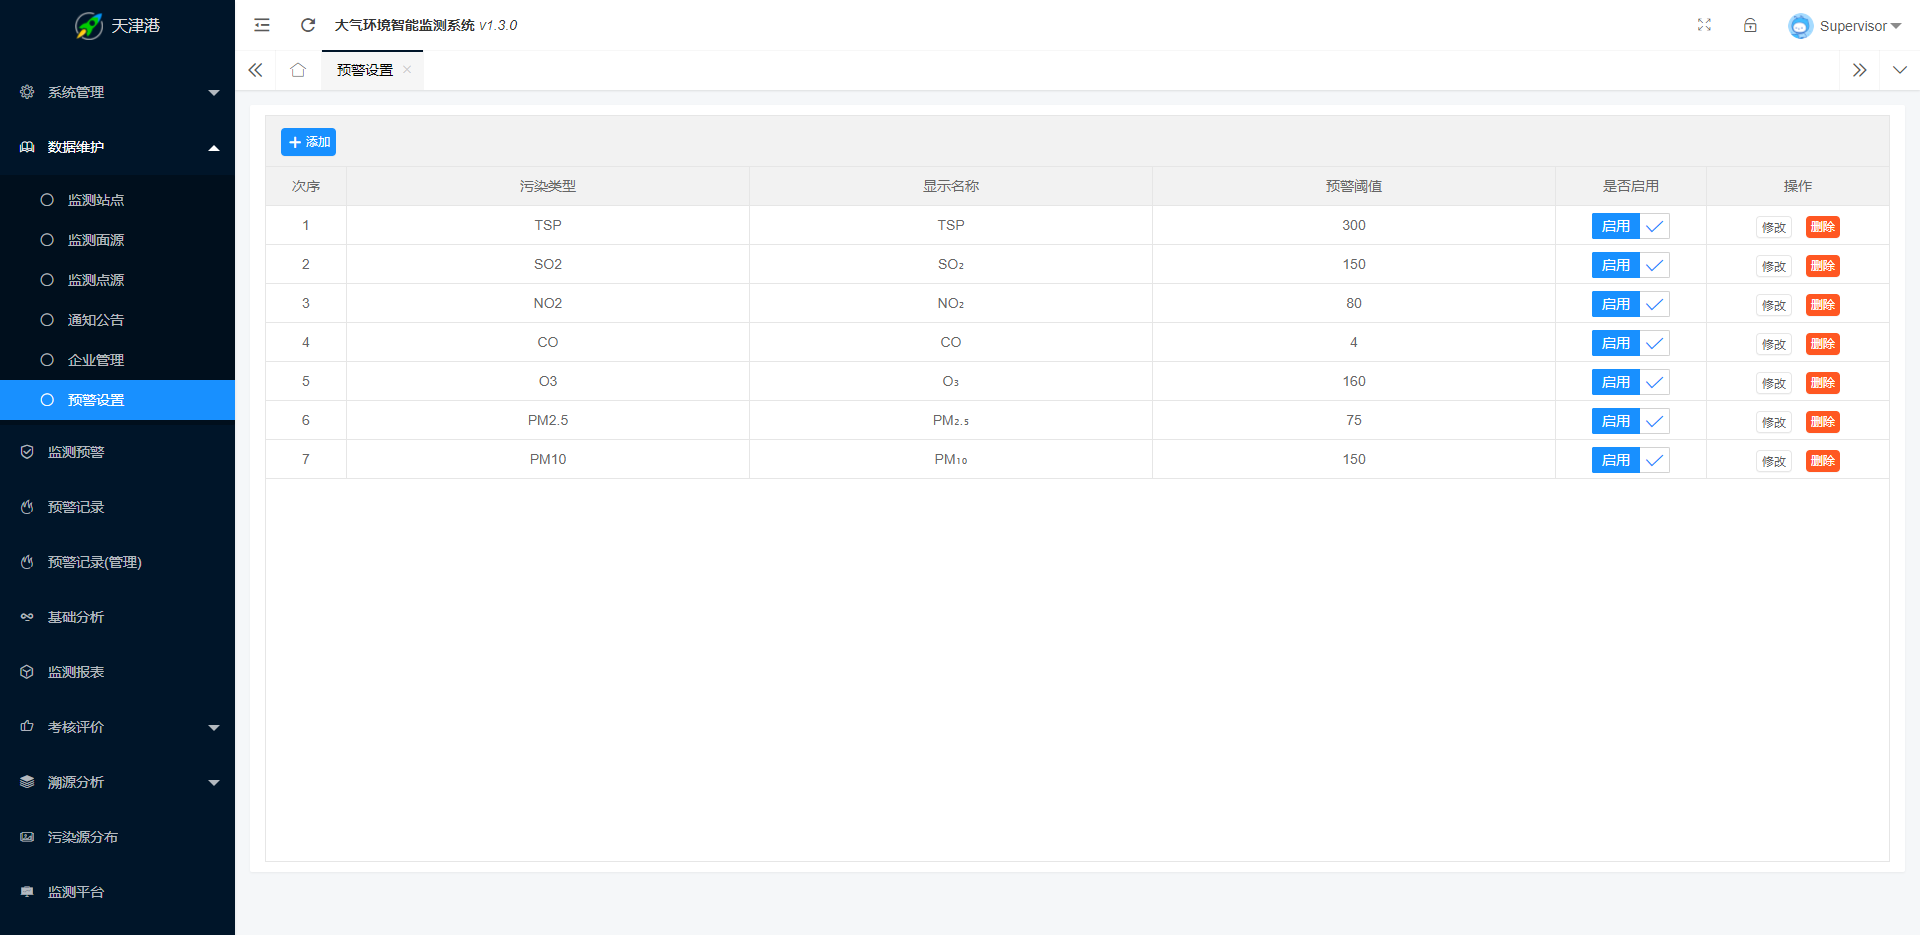 天津港
大气环境智能监测系统 v1.3.0
Supervisor
系统管理
数据维护
监测站点
监测面源
监测点源
通知公告
企业管理
预警设置
监测预警
预警记录
预警记录(管理)
基础分析
监测报表
考核评价
溯源分析
污染源分布
监测平台
预警设置
添加
次序 污染类型 显示名称 预警阈值 是否启用 操作
1 TSP TSP 300 启用 修改 删除
2 SO2 SO₂ 150 启用 修改 删除
3 NO2 NO₂ 80 启用 修改 删除
4 CO CO 4 启用 修改 删除
5 O3 O₃ 160 启用 修改 删除
6 PM2.5 PM₂.₅ 75 启用 修改 删除
7 PM10 PM₁₀ 150 启用 修改 删除